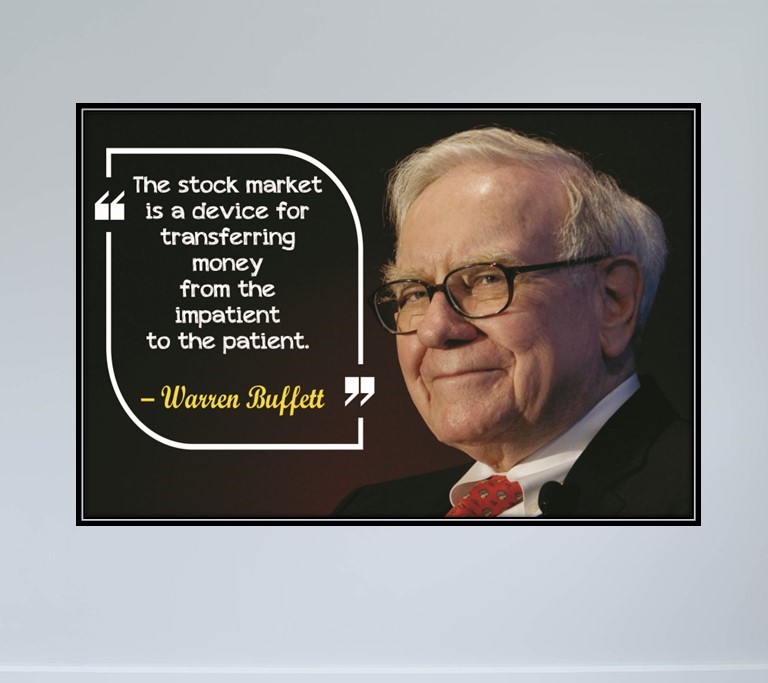 “
The stock market
is a device for
transferring
money
from the
impatient
to the patient.
– Warren Buffett
”